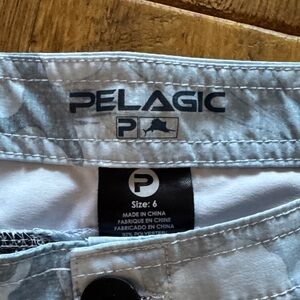 PELAGIC
P
P
Size: 6
MADE IN CHINA
FABRIQUE EN CHINE
FABRICADO EN CHINA